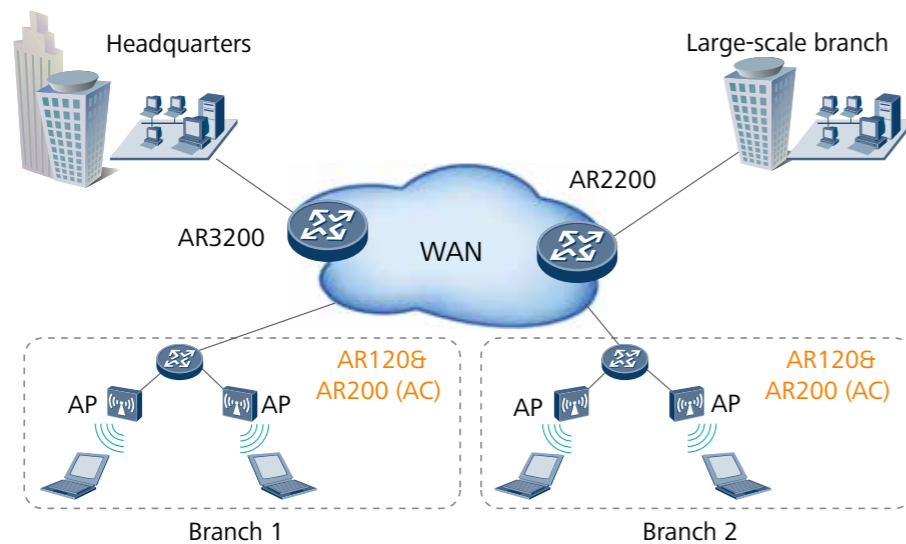 Headquarters
Large-scale branch
AR2200
AR3200
WAN
AR120&
AR200 (AC)
AP
AP
AR120&
AR200 (AC)
AP
AP
Branch 1
Branch 2